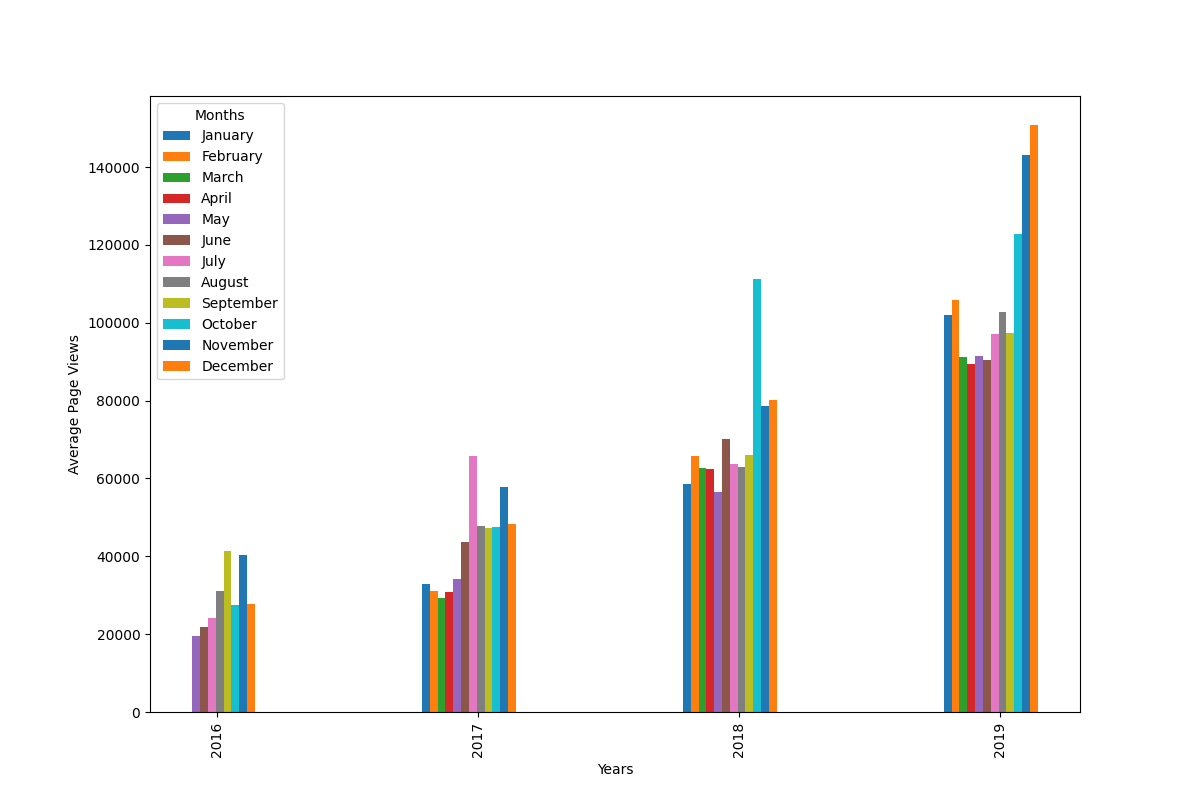 Months
January
February
March
April
May
June
July
August
September
October
November
December
140000
120000
100000
80000
60000
40000
20000
0
Average Page Views
2016
2017
2018
2019
Years